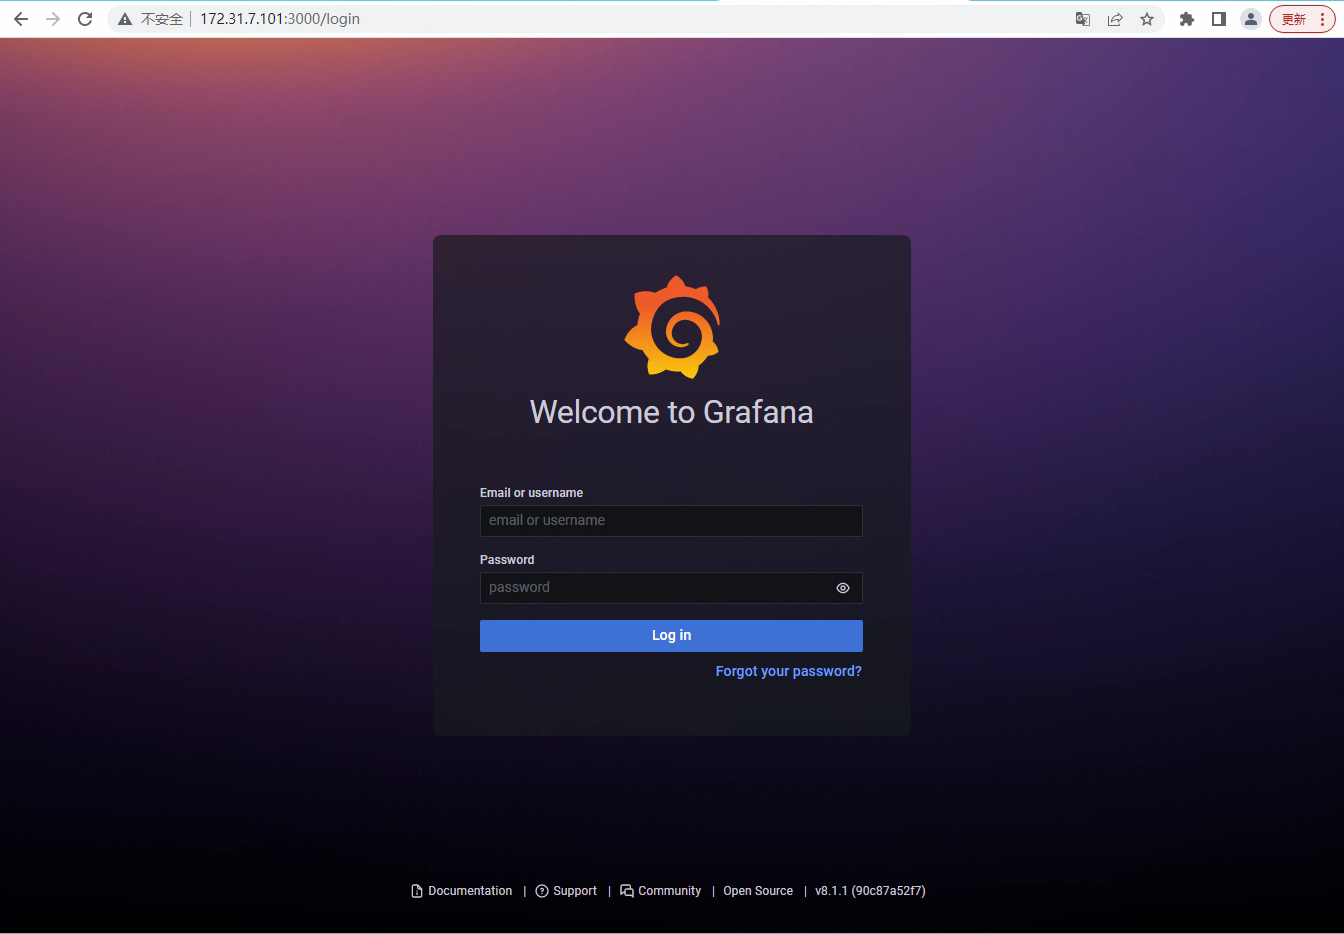 不安全 | 172.31.7.101:3000/login 更新
Welcome to Grafana
Email or username
email or username
Password
password
Log in
Forgot your password?
Documentation | Support | Community | Open Source | v8.1.1 (90c87a52f7)